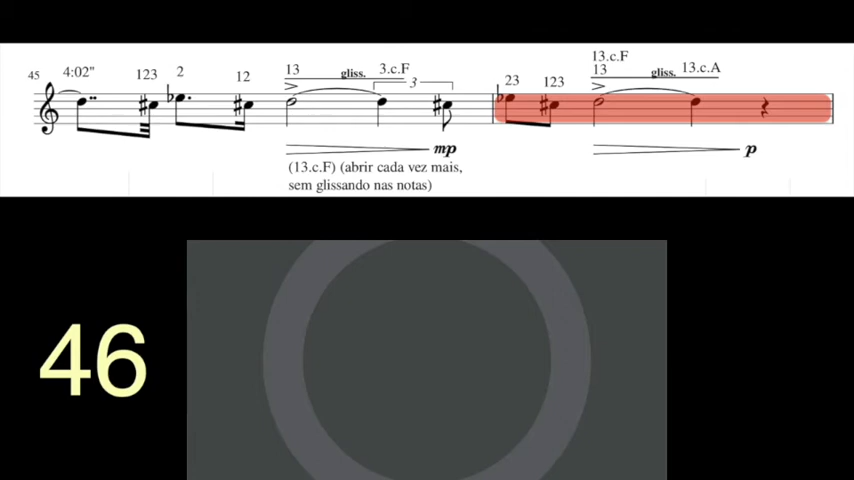 13.c.F
45 4:02" 123 2 12 13 gliss. 3.c.F 3 23 123 13 gliss. 13.c.A
mp p
(13.c.F) (abrir cada vez mais,
sem glissando nas notas)
46